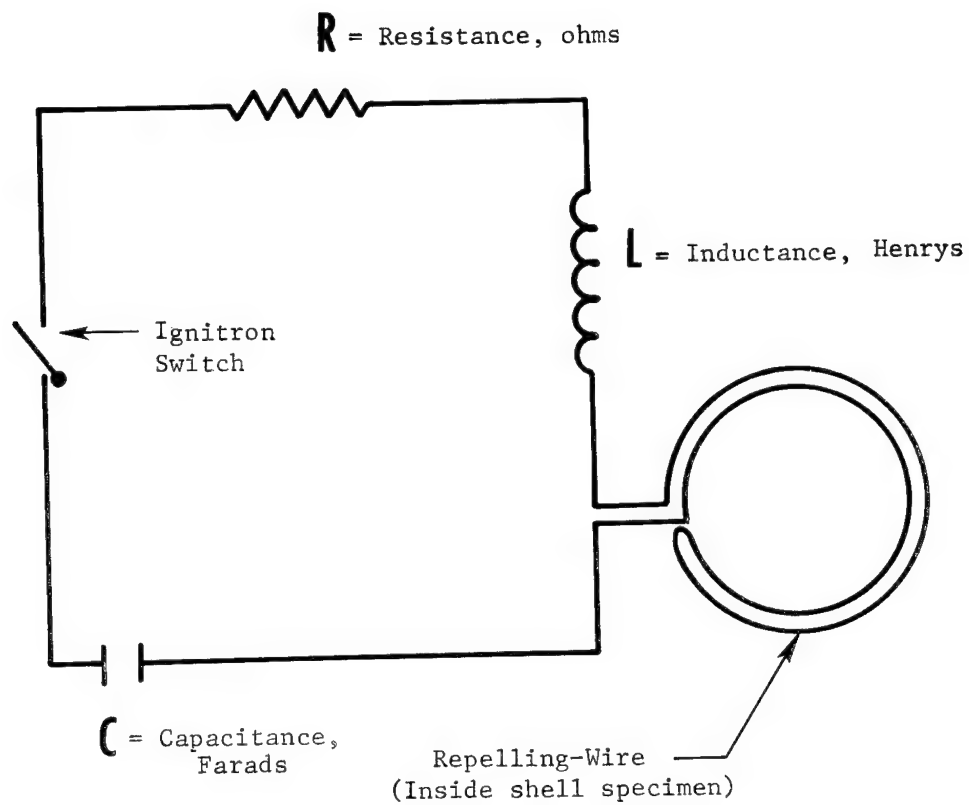 R = Resistance, ohms
L = Inductance, Henrys
Ignitron
Switch
C = Capacitance,
Farads
Repelling-Wire
(Inside shell specimen)